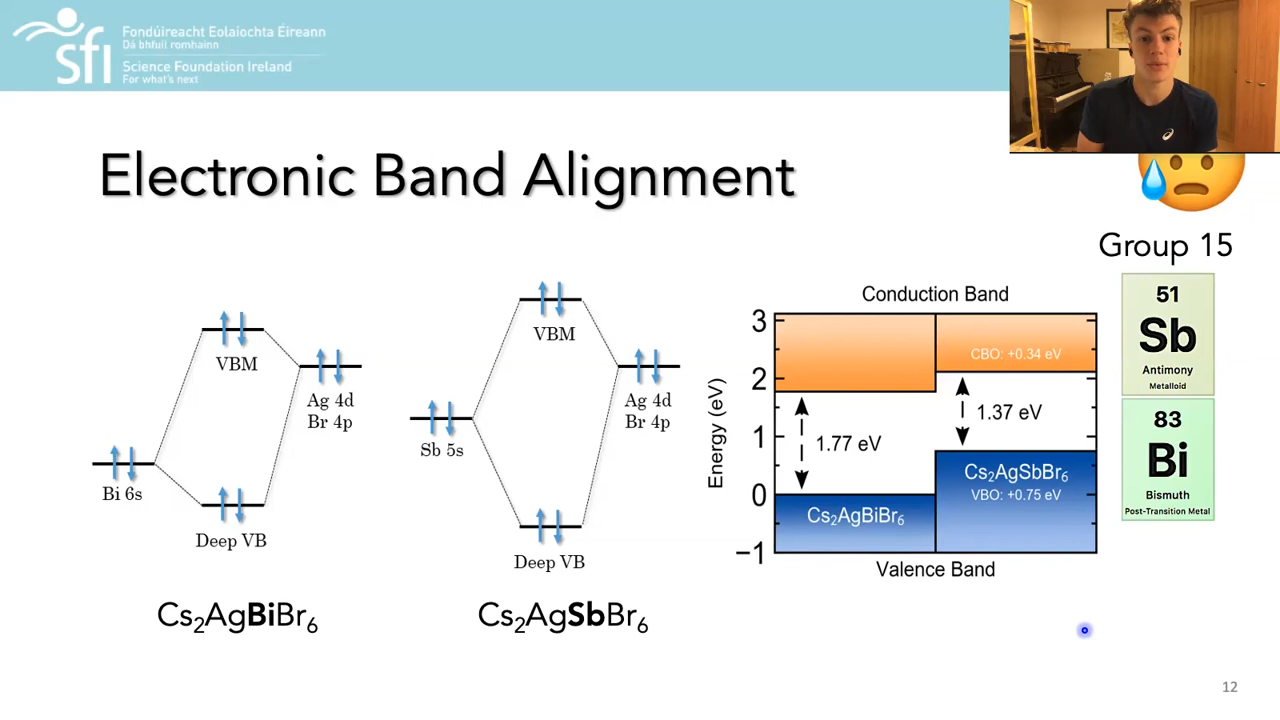 Fondúireacht Eolaíochta Éireann
Dá bhfuil romhainn
sfi
Science Foundation Ireland
For what's next
Electronic Band Alignment
Group 15
51
Sb
Antimony
Metalloid
83
Bi
Bismuth
Post-Transition Metal
VBM
Ag 4d
Br 4p
Bi 6s
Deep VB
Cs₂AgBiBr₆
VBM
Ag 4d
Br 4p
Sb 5s
Deep VB
Cs₂AgSbBr₆
Conduction Band
Energy (eV)
3
2
1
0
−1
CBO: +0.34 eV
1.77 eV
1.37 eV
Cs₂AgBiBr₆
Cs₂AgSbBr₆
VBO: +0.75 eV
Valence Band
12